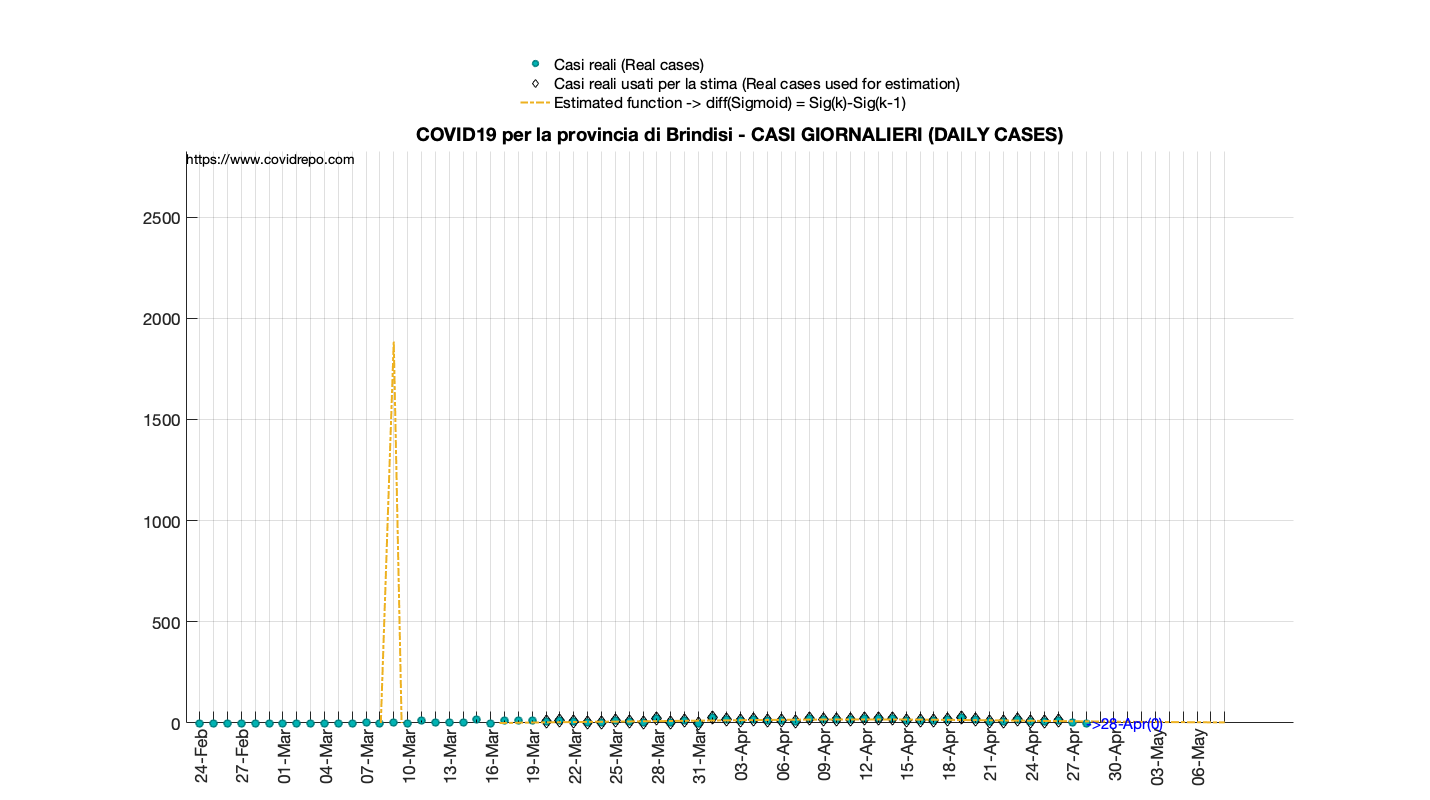 Casi reali (Real cases)
Casi reali usati per la stima (Real cases used for estimation)
Estimated function -> diff(Sigmoid) = Sig(k)-Sig(k-1)
COVID19 per la provincia di Brindisi - CASI GIORNALIERI (DAILY CASES)
https://www.covidrepo.com
2500
2000
1500
1000
500
0
->28-Apr(0)
24-Feb
27-Feb
01-Mar
04-Mar
07-Mar
10-Mar
13-Mar
16-Mar
19-Mar
22-Mar
25-Mar
28-Mar
31-Mar
03-Apr
06-Apr
09-Apr
12-Apr
15-Apr
18-Apr
21-Apr
24-Apr
27-Apr
30-Apr
03-May
06-May